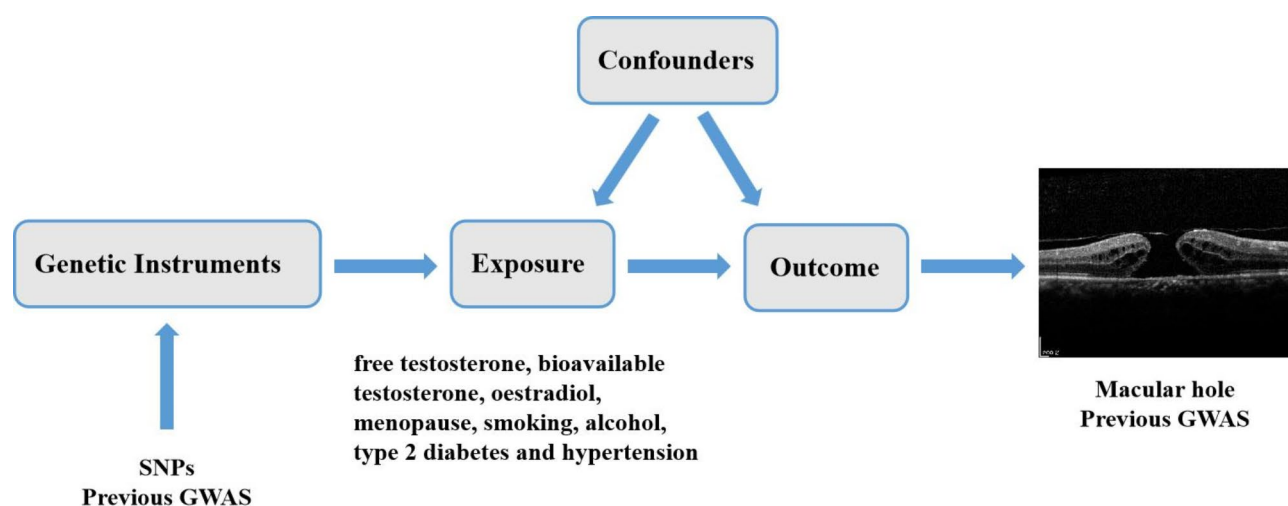 Confounders
Genetic Instruments
Exposure
Outcome
free testosterone, bioavailable
testosterone, oestradiol,
menopause, smoking, alcohol,
type 2 diabetes and hypertension
Macular hole
Previous GWAS
SNPs
Previous GWAS